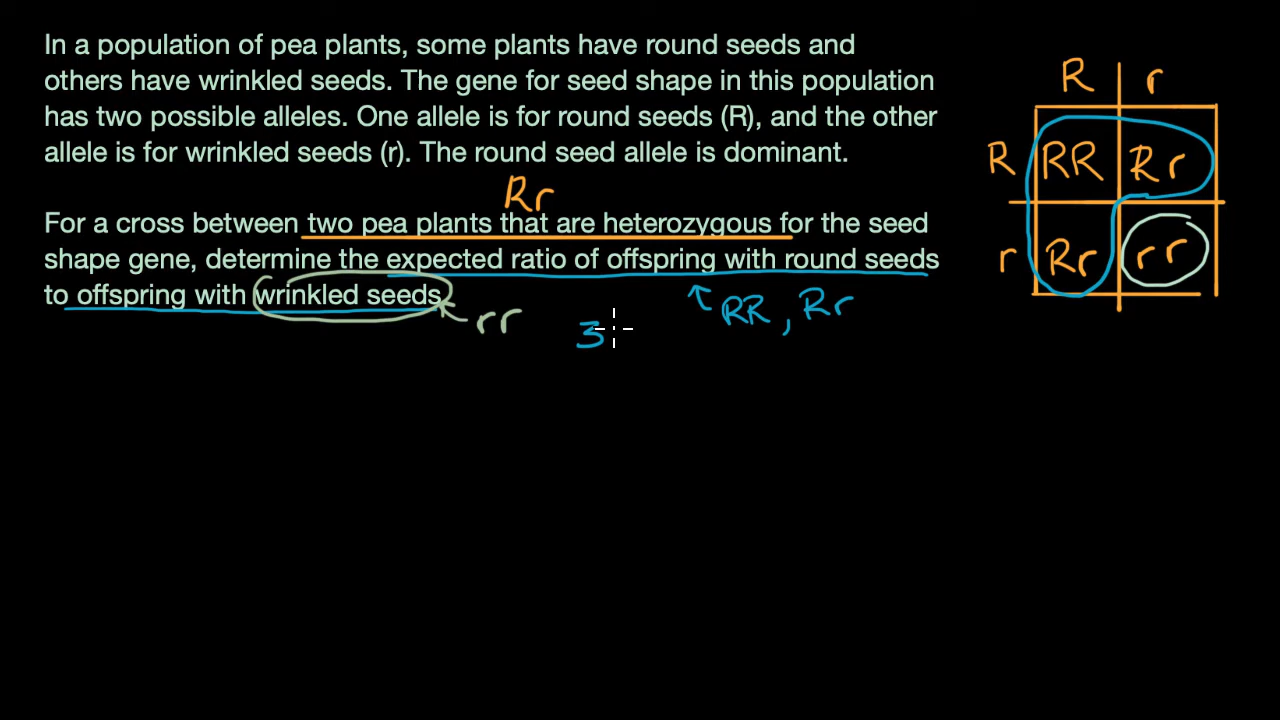 In a population of pea plants, some plants have round seeds and
others have wrinkled seeds. The gene for seed shape in this population
has two possible alleles. One allele is for round seeds (R), and the other
allele is for wrinkled seeds (r). The round seed allele is dominant.
Rr
For a cross between two pea plants that are heterozygous for the seed
shape gene, determine the expected ratio of offspring with round seeds
to offspring with wrinkled seeds.
rr
RR, Rr
3
R r
R RR Rr
r Rr rr